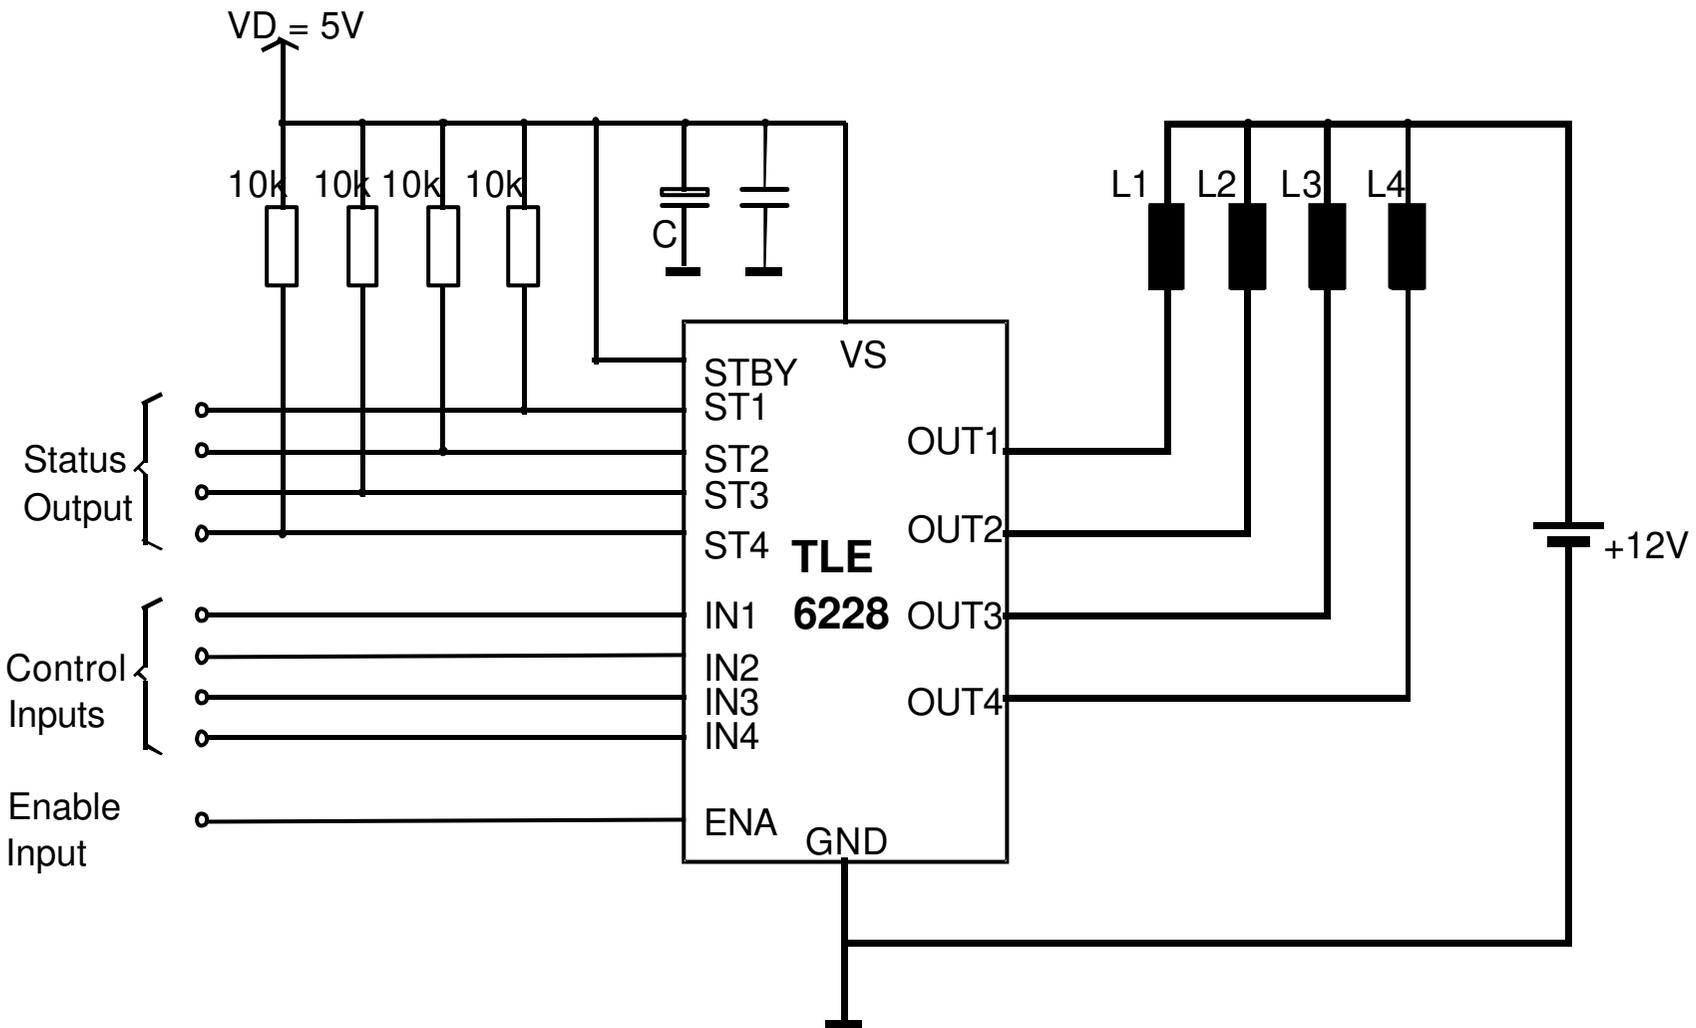 VD = 5V
10k 10k 10k 10k
C
L1 L2 L3 L4
STBY
VS
ST1
ST2
ST3
ST4
Status
Output
TLE
6228
OUT1
OUT2
OUT3
OUT4
+12V
Control
Inputs
IN1
IN2
IN3
IN4
Enable
Input
ENA
GND